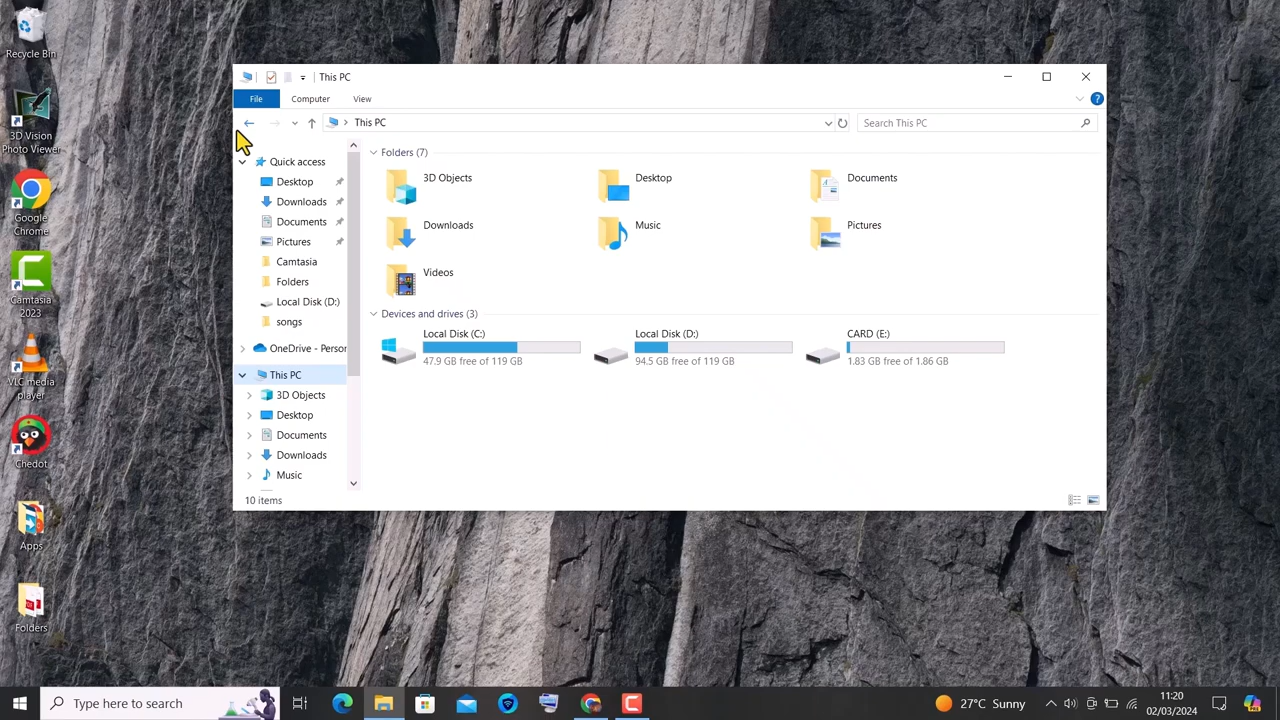 Recycle Bin
3D Vision
Photo Viewer
Google
Chrome
Camtasia
2023
VLC media
player
Chedot
Apps
Folders
This PC
File
Computer
View
This PC
Search This PC
Quick access
Desktop
Downloads
Documents
Pictures
Camtasia
Folders
Local Disk (D:)
songs
OneDrive - Person
This PC
3D Objects
Desktop
Documents
Downloads
Music
Folders (7)
3D Objects
Desktop
Documents
Downloads
Music
Pictures
Videos
Devices and drives (3)
Local Disk (C:)
47.9 GB free of 119 GB
Local Disk (D:)
94.5 GB free of 119 GB
CARD (E:)
1.83 GB free of 1.86 GB
10 items
Type here to search
27°C Sunny
11:20
02/03/2024